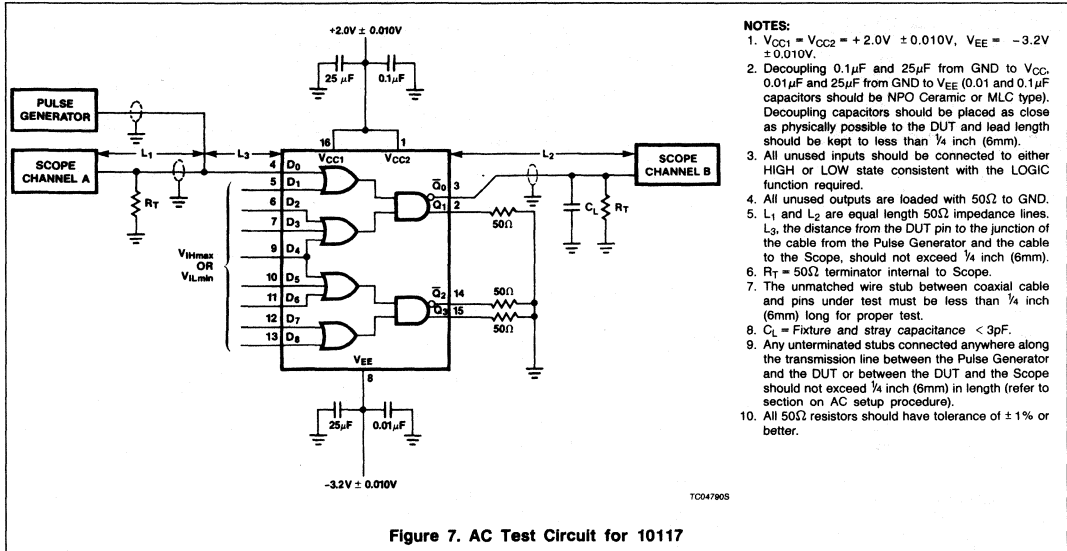 +2.0V ± 0.010V
25 µF
0.1µF
PULSE
GENERATOR
L1
L3
SCOPE
CHANNEL A
RT
16
1
VCC1
VCC2
4 D0
5 D1
6 D2
7 D3
9 D4
10 D5
11 D6
12 D7
13 D8
VIHmax
OR
VILmin
Q̄0 3
Q1 2
50Ω
Q̄2 14
Q3 15
50Ω
50Ω
VEE
8
25µF
0.01µF
−3.2V ± 0.010V
L2
SCOPE
CHANNEL B
CL
RT
TC04790S
NOTES:
1. VCC1 = VCC2 = +2.0V ±0.010V, VEE = −3.2V
±0.010V.
2. Decoupling 0.1µF and 25µF from GND to VCC,
0.01µF and 25µF from GND to VEE (0.01 and 0.1µF
capacitors should be NPO Ceramic or MLC type).
Decoupling capacitors should be placed as close
as physically possible to the DUT and lead length
should be kept to less than ¼ inch (6mm).
3. All unused inputs should be connected to either
HIGH or LOW state consistent with the LOGIC
function required.
4. All unused outputs are loaded with 50Ω to GND.
5. L1 and L2 are equal length 50Ω impedance lines.
L3, the distance from the DUT pin to the junction of
the cable from the Pulse Generator and the cable
to the Scope, should not exceed ¼ inch (6mm).
6. RT = 50Ω terminator internal to Scope.
7. The unmatched wire stub between coaxial cable
and pins under test must be less than ¼ inch
(6mm) long for proper test.
8. CL = Fixture and stray capacitance < 3pF.
9. Any unterminated stubs connected anywhere along
the transmission line between the Pulse Generator
and the DUT or between the DUT and the Scope
should not exceed ¼ inch (6mm) in length (refer to
section on AC setup procedure).
10. All 50Ω resistors should have tolerance of ±1% or
better.
Figure 7. AC Test Circuit for 10117